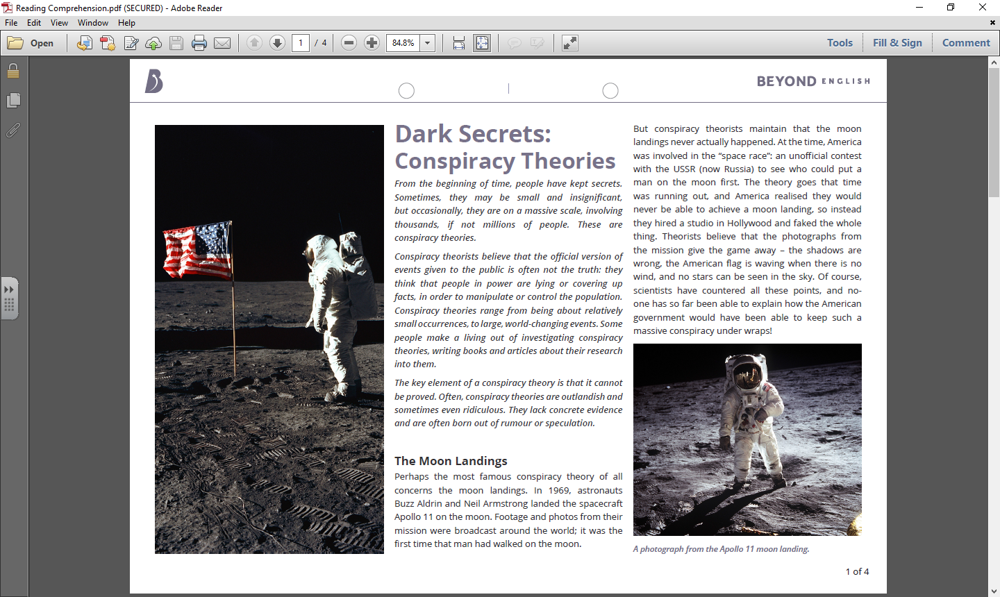 Reading Comprehension.pdf (SECURED) - Adobe Reader
File Edit View Window Help
Open 1 / 4 84.8% Tools Fill & Sign Comment
B
BEYOND ENGLISH
Dark Secrets:
Conspiracy Theories
From the beginning of time, people have kept secrets.
Sometimes, they may be small and insignificant,
but occasionally, they are on a massive scale, involving
thousands, if not millions of people. These are
conspiracy theories.
Conspiracy theorists believe that the official version of
events given to the public is often not the truth: they
think that people in power are lying or covering up
facts, in order to manipulate or control the population.
Conspiracy theories range from being about relatively
small occurrences, to large, world-changing events. Some
people make a living out of investigating conspiracy
theories, writing books and articles about their research
into them.
The key element of a conspiracy theory is that it cannot
be proved. Often, conspiracy theories are outlandish and
sometimes even ridiculous. They lack concrete evidence
and are often born out of rumour or speculation.
The Moon Landings
Perhaps the most famous conspiracy theory of all
concerns the moon landings. In 1969, astronauts
Buzz Aldrin and Neil Armstrong landed the spacecraft
Apollo 11 on the moon. Footage and photos from their
mission were broadcast around the world; it was the
first time that man had walked on the moon.
But conspiracy theorists maintain that the moon
landings never actually happened. At the time, America
was involved in the “space race”: an unofficial contest
with the USSR (now Russia) to see who could put a
man on the moon first. The theory goes that time
was running out, and America realised they would
never be able to achieve a moon landing, so instead
they hired a studio in Hollywood and faked the whole
thing. Theorists believe that the photographs from
the mission give the game away – the shadows are
wrong, the American flag is waving when there is no
wind, and no stars can be seen in the sky. Of course,
scientists have countered all these points, and no-
one has so far been able to explain how the American
government would have been able to keep such a
massive conspiracy under wraps!
A photograph from the Apollo 11 moon landing.
1 of 4